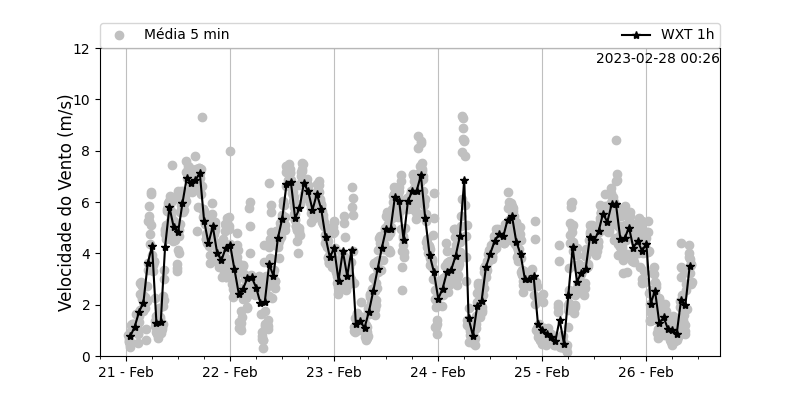 Média 5 min
WXT 1h
2023-02-28 00:26
Velocidade do Vento (m/s)
12
10
8
6
4
2
0
21 - Feb
22 - Feb
23 - Feb
24 - Feb
25 - Feb
26 - Feb